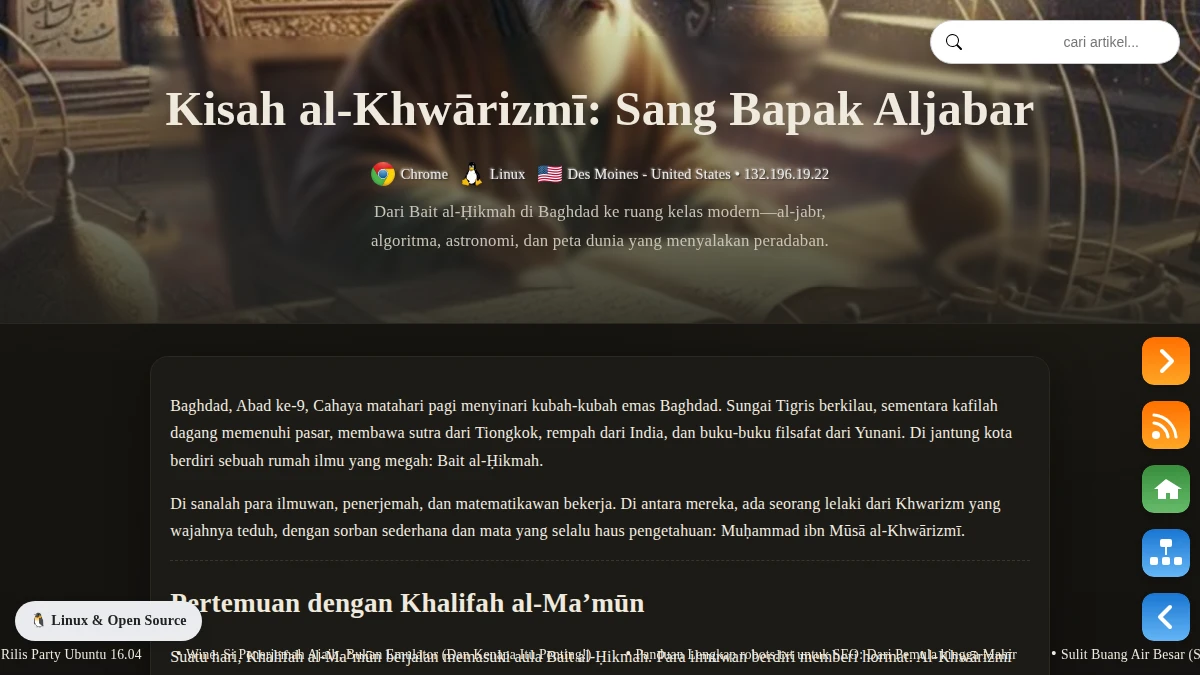 cari artikel...
Kisah al-Khwārizmī: Sang Bapak Aljabar
Chrome Linux Des Moines - United States • 132.196.19.22
Dari Bait al-Ḥikmah di Baghdad ke ruang kelas modern—al-jabr,
algoritma, astronomi, dan peta dunia yang menyalakan peradaban.
Baghdad, Abad ke-9, Cahaya matahari pagi menyinari kubah-kubah emas Baghdad. Sungai Tigris berkilau, sementara kafilah
dagang memenuhi pasar, membawa sutra dari Tiongkok, rempah dari India, dan buku-buku filsafat dari Yunani. Di jantung kota
berdiri sebuah rumah ilmu yang megah: Bait al-Ḥikmah.
Di sanalah para ilmuwan, penerjemah, dan matematikawan bekerja. Di antara mereka, ada seorang lelaki dari Khwarizm yang
wajahnya teduh, dengan sorban sederhana dan mata yang selalu haus pengetahuan: Muḥammad ibn Mūsā al-Khwārizmī.
Pertemuan dengan Khalifah al-Ma’mūn
🐧 Linux & Open Source
Suatu hari, Khalifah al-Ma’mūn berjalan memasuki aula Bait al-Ḥikmah. Para ilmuwan berdiri memberi hormat. Al-Khwārizmī
Rilis Party Ubuntu 16.04 • Wine: Si Penerjemah Ajaib, Bukan Emulator (Dan Kenapa Itu Penting!) • Panduan Lengkap robots.txt untuk SEO: Dari Pemula hingga Mahir • Sulit Buang Air Besar (S